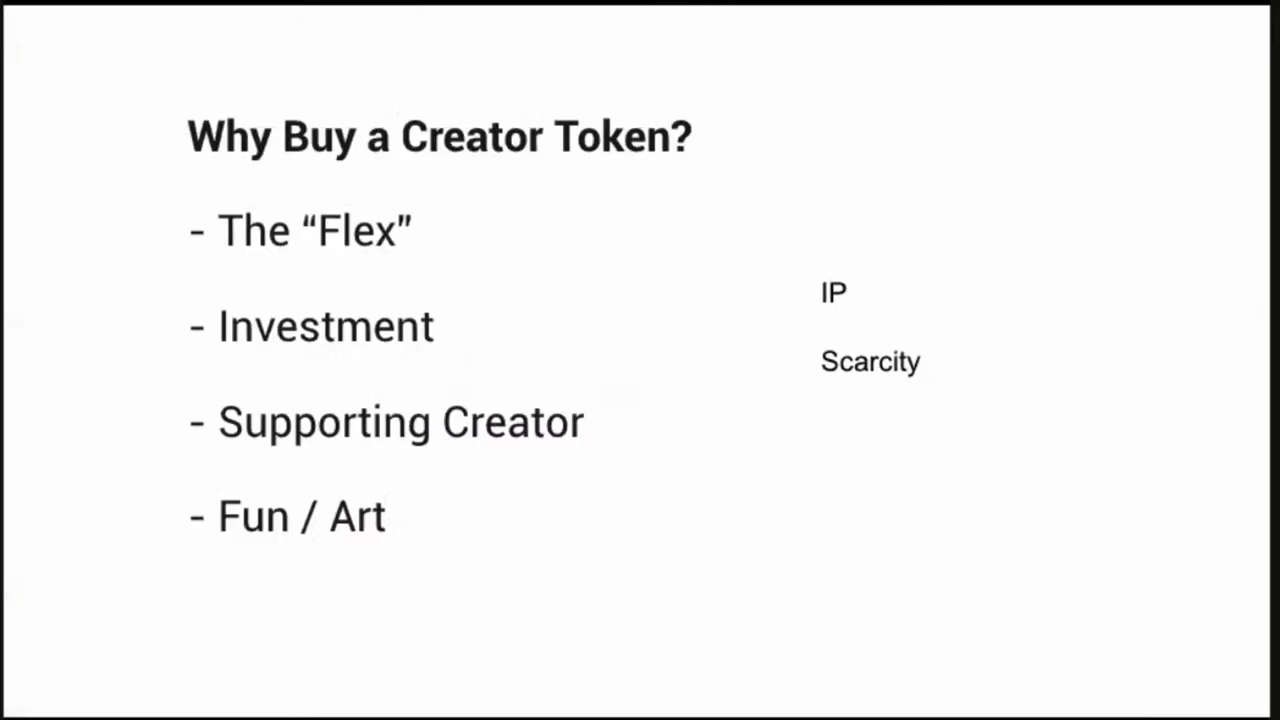 Why Buy a Creator Token?
- The “Flex”
- Investment
- Supporting Creator
- Fun / Art
IP
Scarcity